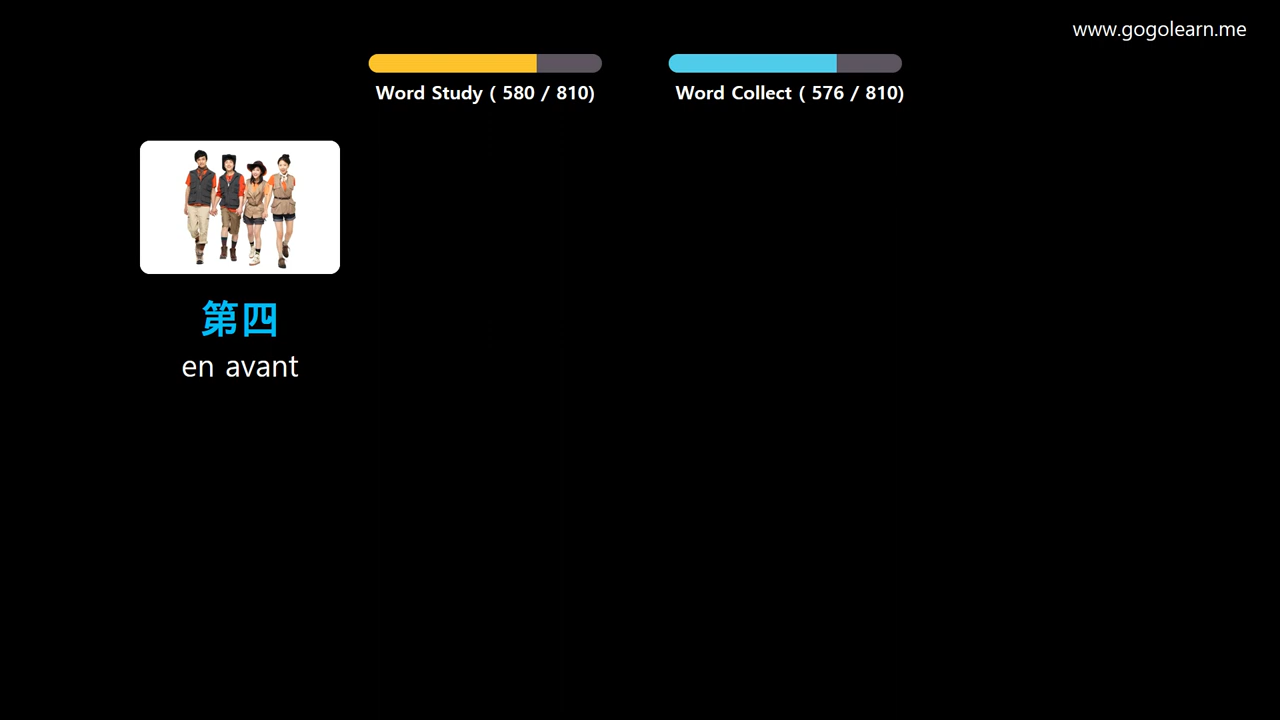 www.gogolearn.me
Word Study ( 580 / 810)
Word Collect ( 576 / 810)
第四
en avant